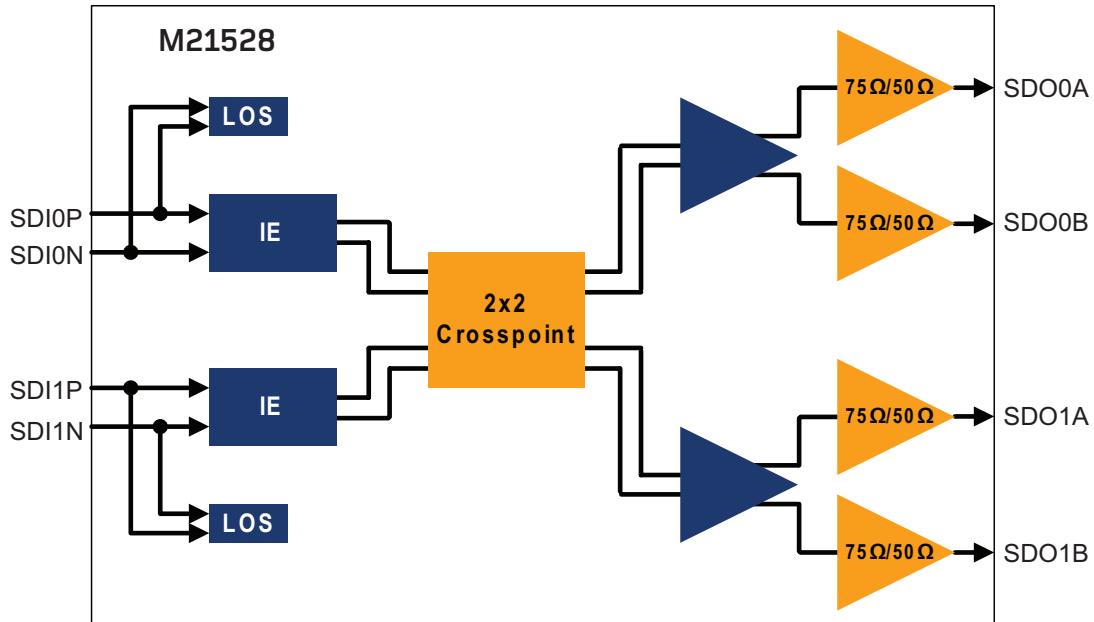 M21528
LOS
SDI0P
SDI0N
IE
2x2
Crosspoint
SDI1P
SDI1N
IE
LOS
75Ω/50Ω
SDO0A
75Ω/50Ω
SDO0B
75Ω/50Ω
SDO1A
75Ω/50Ω
SDO1B